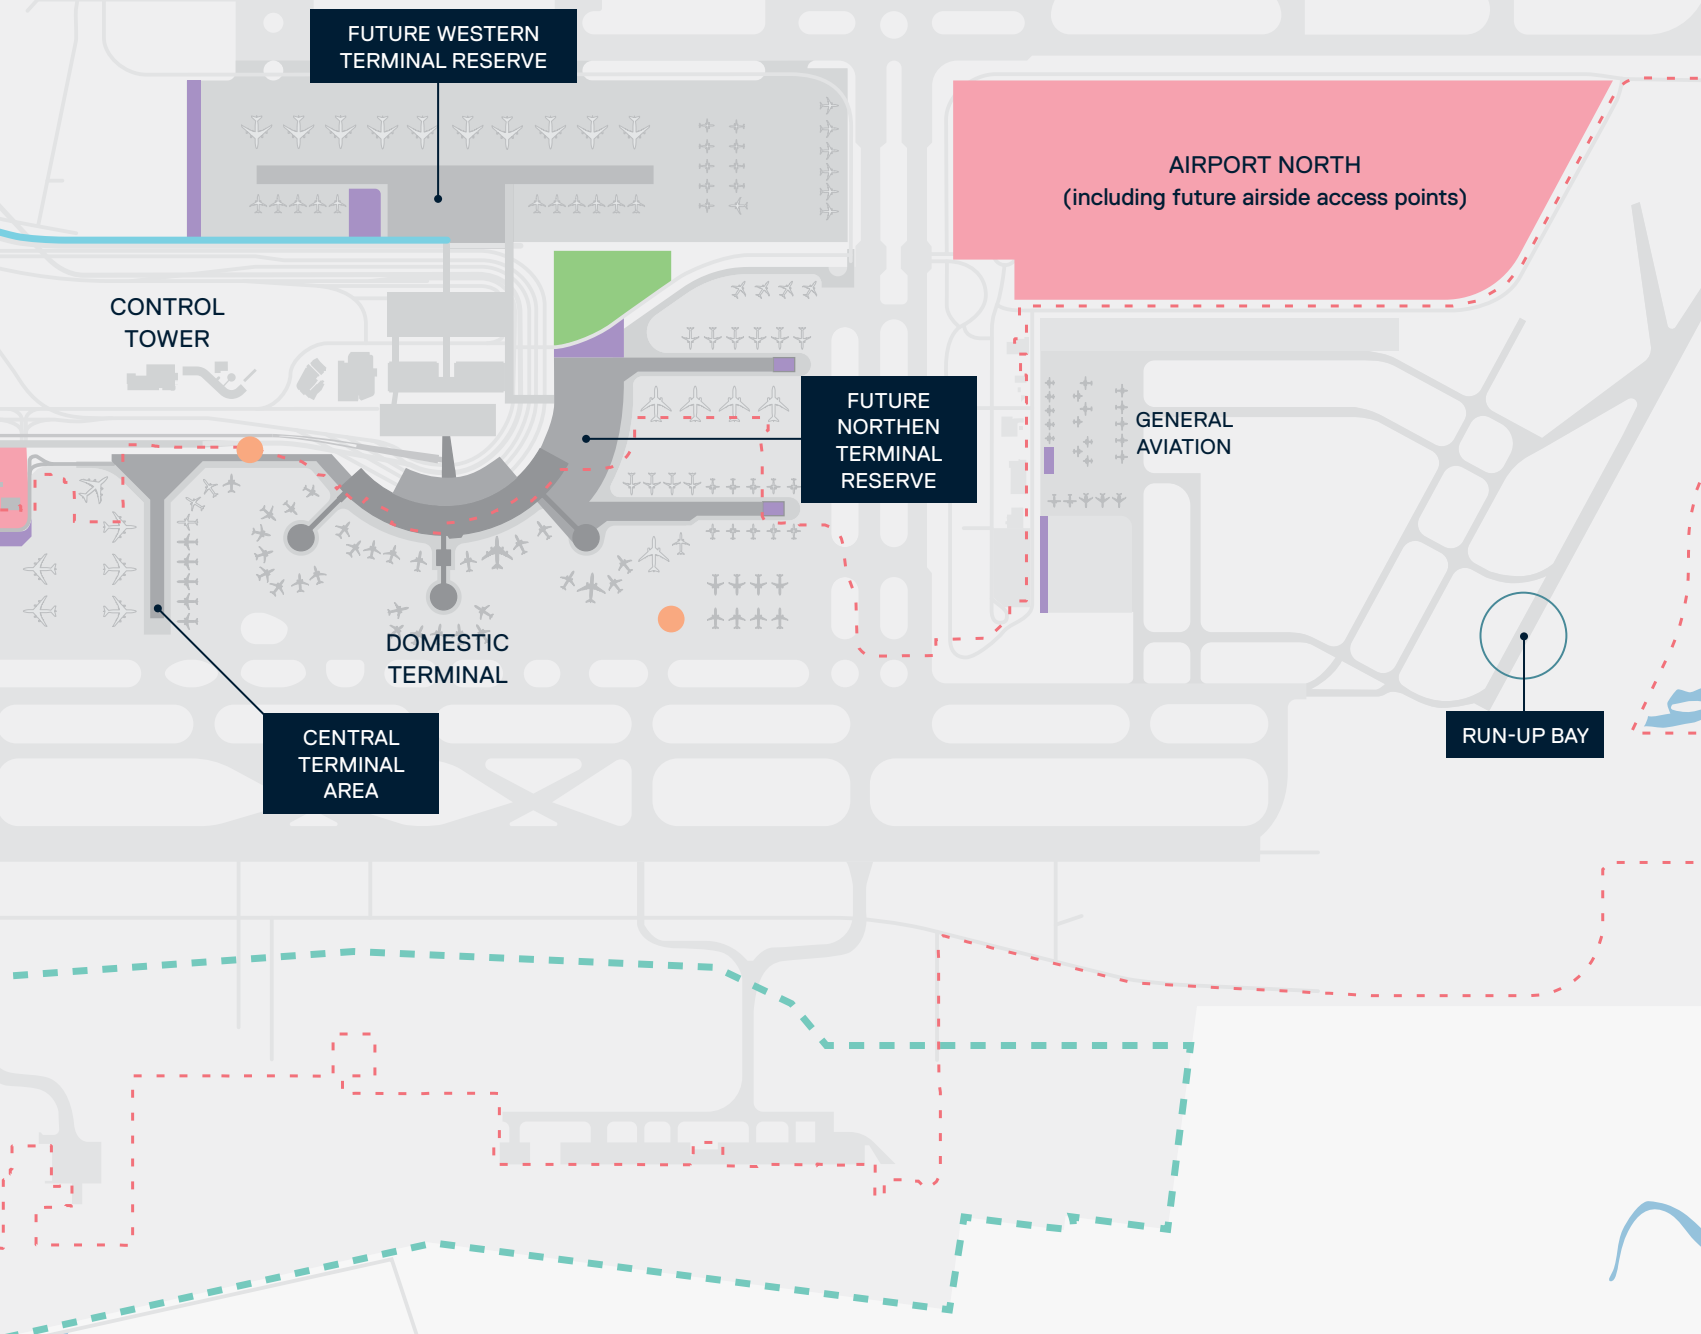 FUTURE WESTERN
TERMINAL RESERVE
AIRPORT NORTH
(including future airside access points)
CONTROL
TOWER
FUTURE
NORTHEN
TERMINAL
RESERVE
GENERAL
AVIATION
DOMESTIC
TERMINAL
CENTRAL
TERMINAL
AREA
RUN-UP BAY